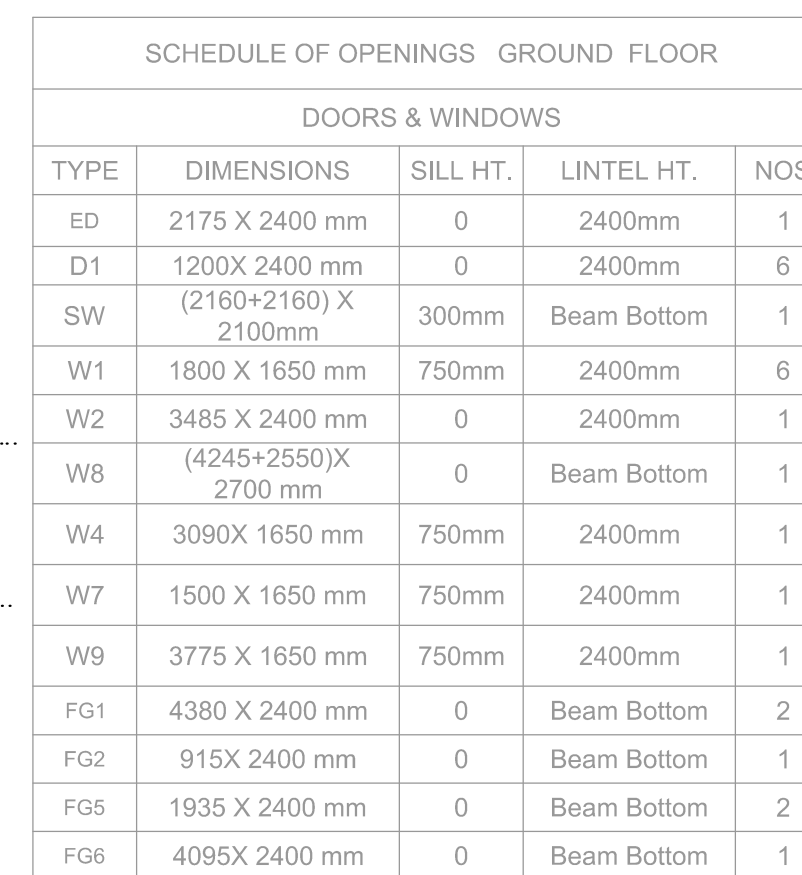 SCHEDULE OF OPENINGS GROUND FLOOR
DOORS & WINDOWS
TYPE DIMENSIONS SILL HT. LINTEL HT. NOS
ED 2175 X 2400 mm 0 2400mm 1
D1 1200X 2400 mm 0 2400mm 6
SW (2160+2160) X 2100mm 300mm Beam Bottom 1
W1 1800 X 1650 mm 750mm 2400mm 6
W2 3485 X 2400 mm 0 2400mm 1
W8 (4245+2550)X 2700 mm 0 Beam Bottom 1
W4 3090X 1650 mm 750mm 2400mm 1
W7 1500 X 1650 mm 750mm 2400mm 1
W9 3775 X 1650 mm 750mm 2400mm 1
FG1 4380 X 2400 mm 0 Beam Bottom 2
FG2 915X 2400 mm 0 Beam Bottom 1
FG5 1935 X 2400 mm 0 Beam Bottom 2
FG6 4095X 2400 mm 0 Beam Bottom 1